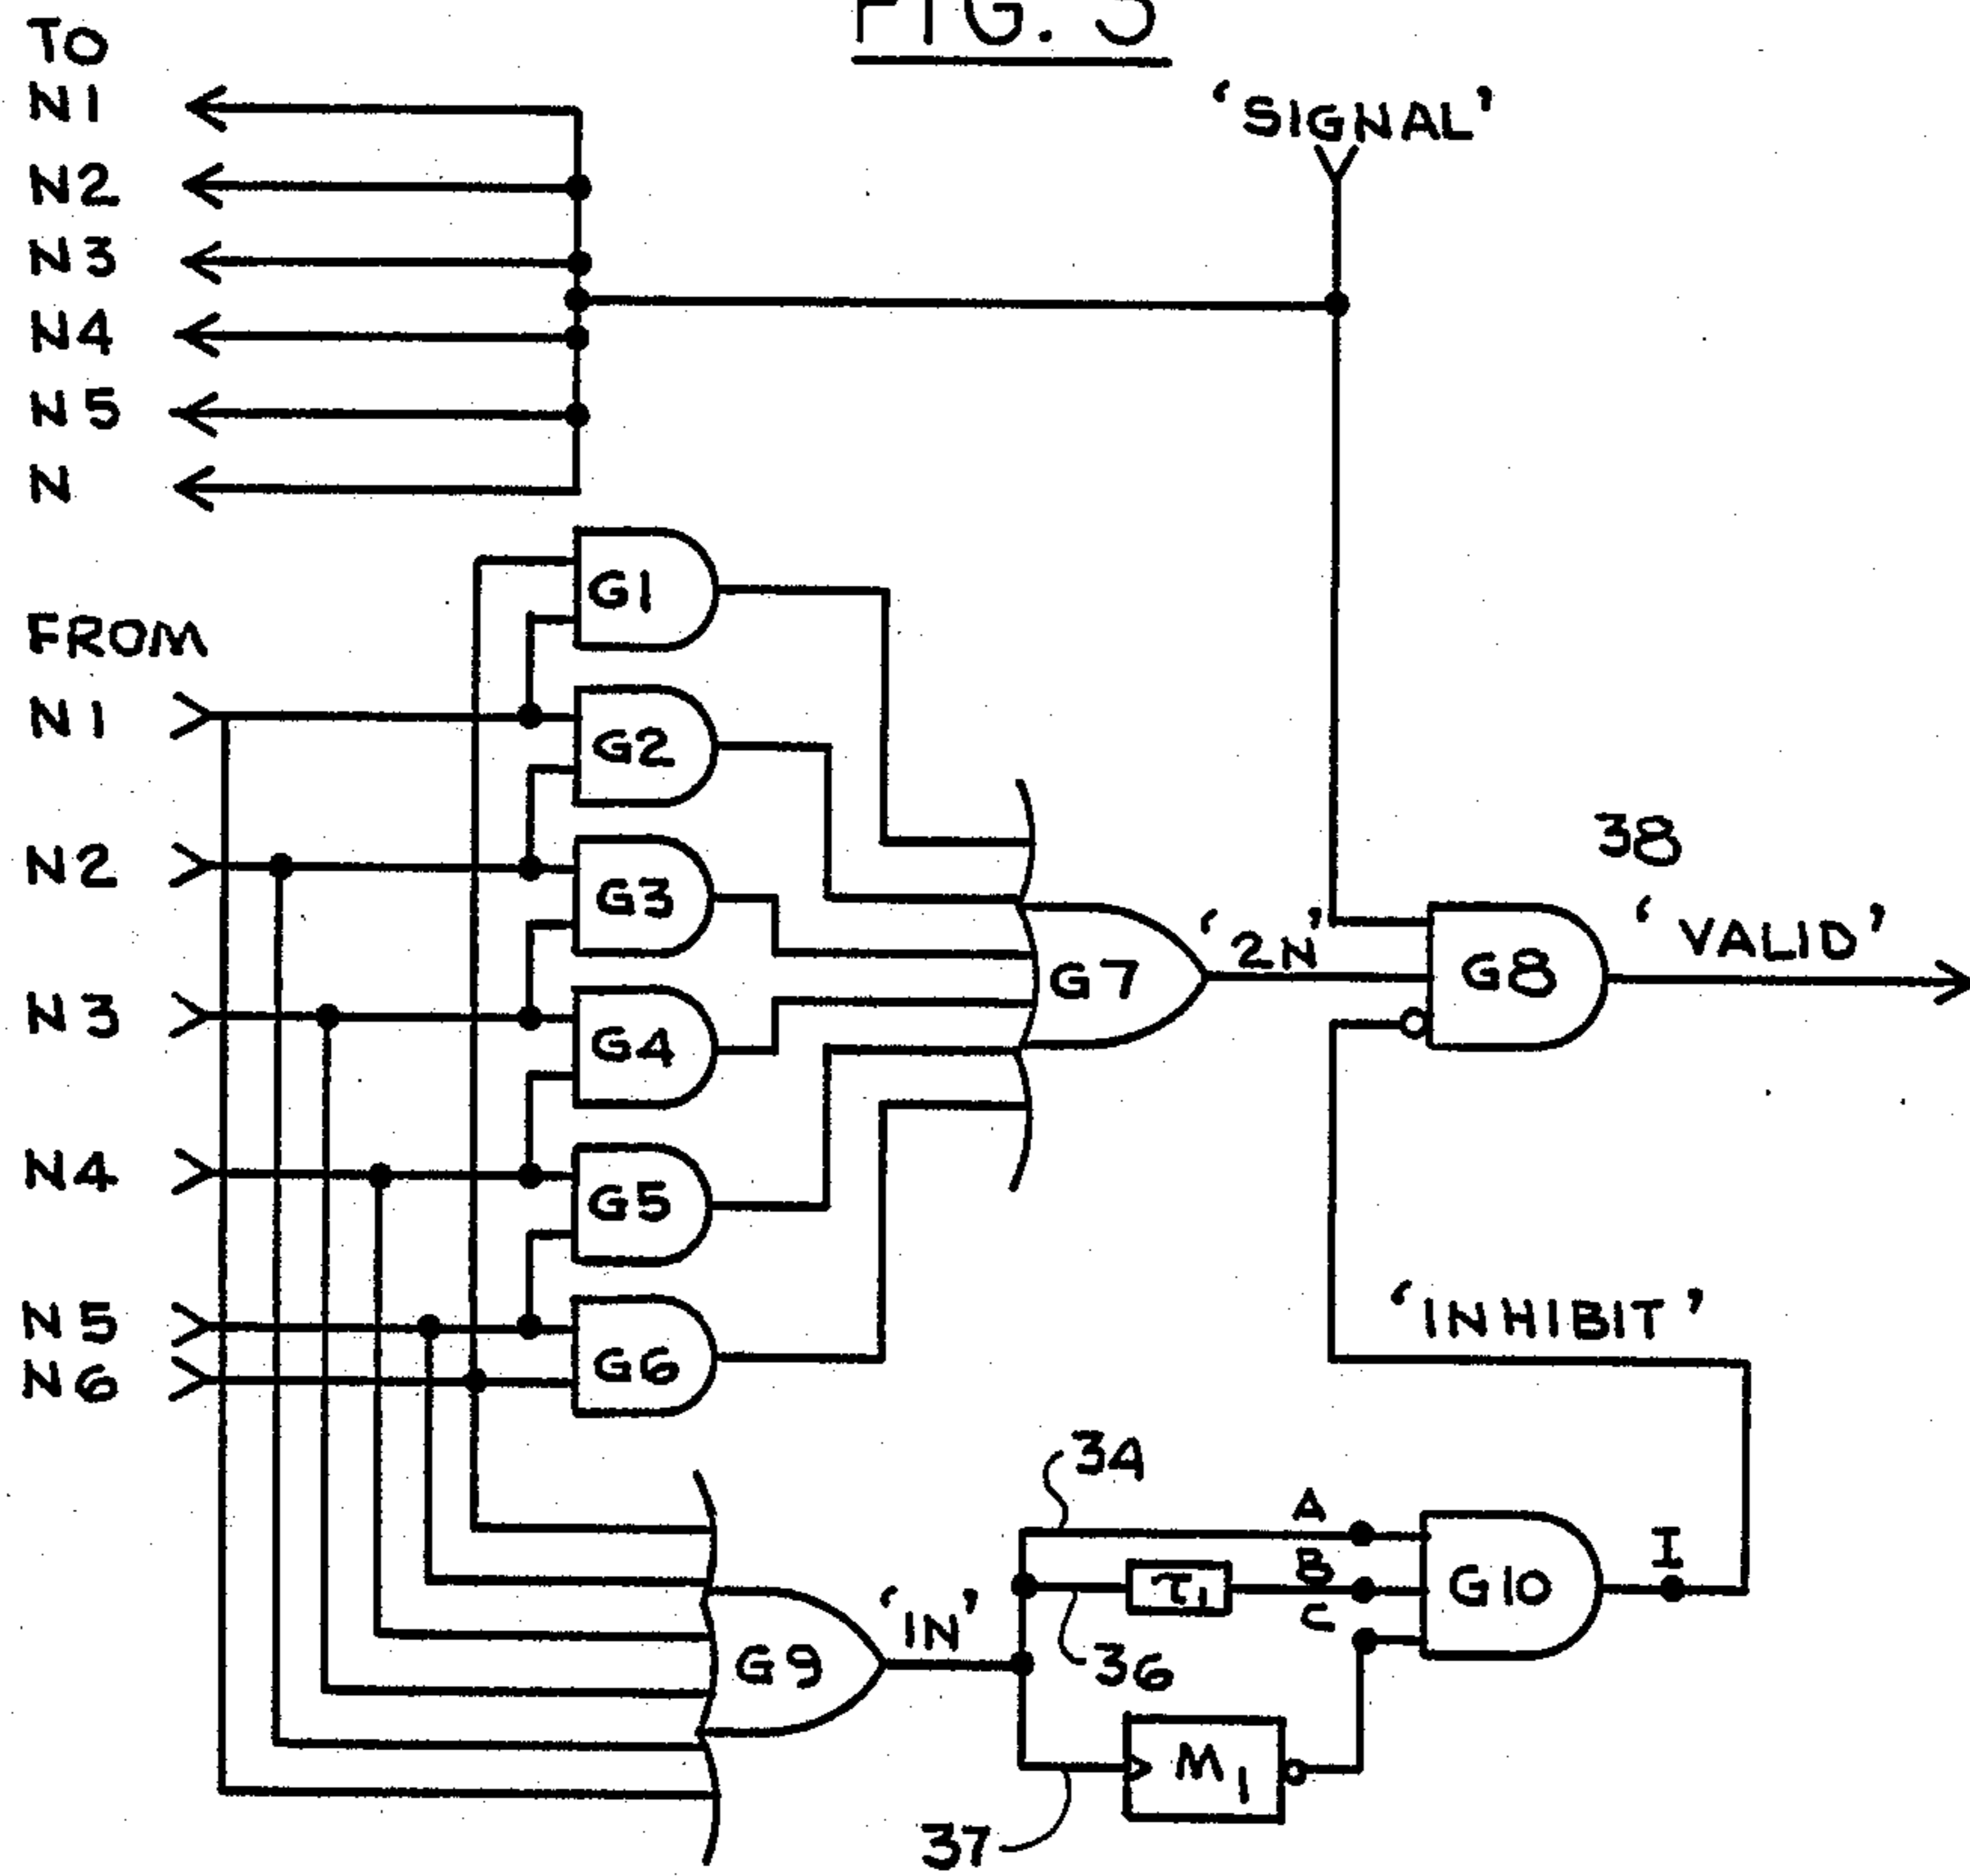 FIG. 3
TO
N1
N2
N3
N4
N5
N
'SIGNAL'
FROM
N1
N2
N3
N4
N5
N6
G1
G2
G3
G4
G5
G6
G7
'2N'
G8
38
'VALID'
'INHIBIT'
G9
'IN'
34
A
B
C
τ1
36
M1
37
G10
I